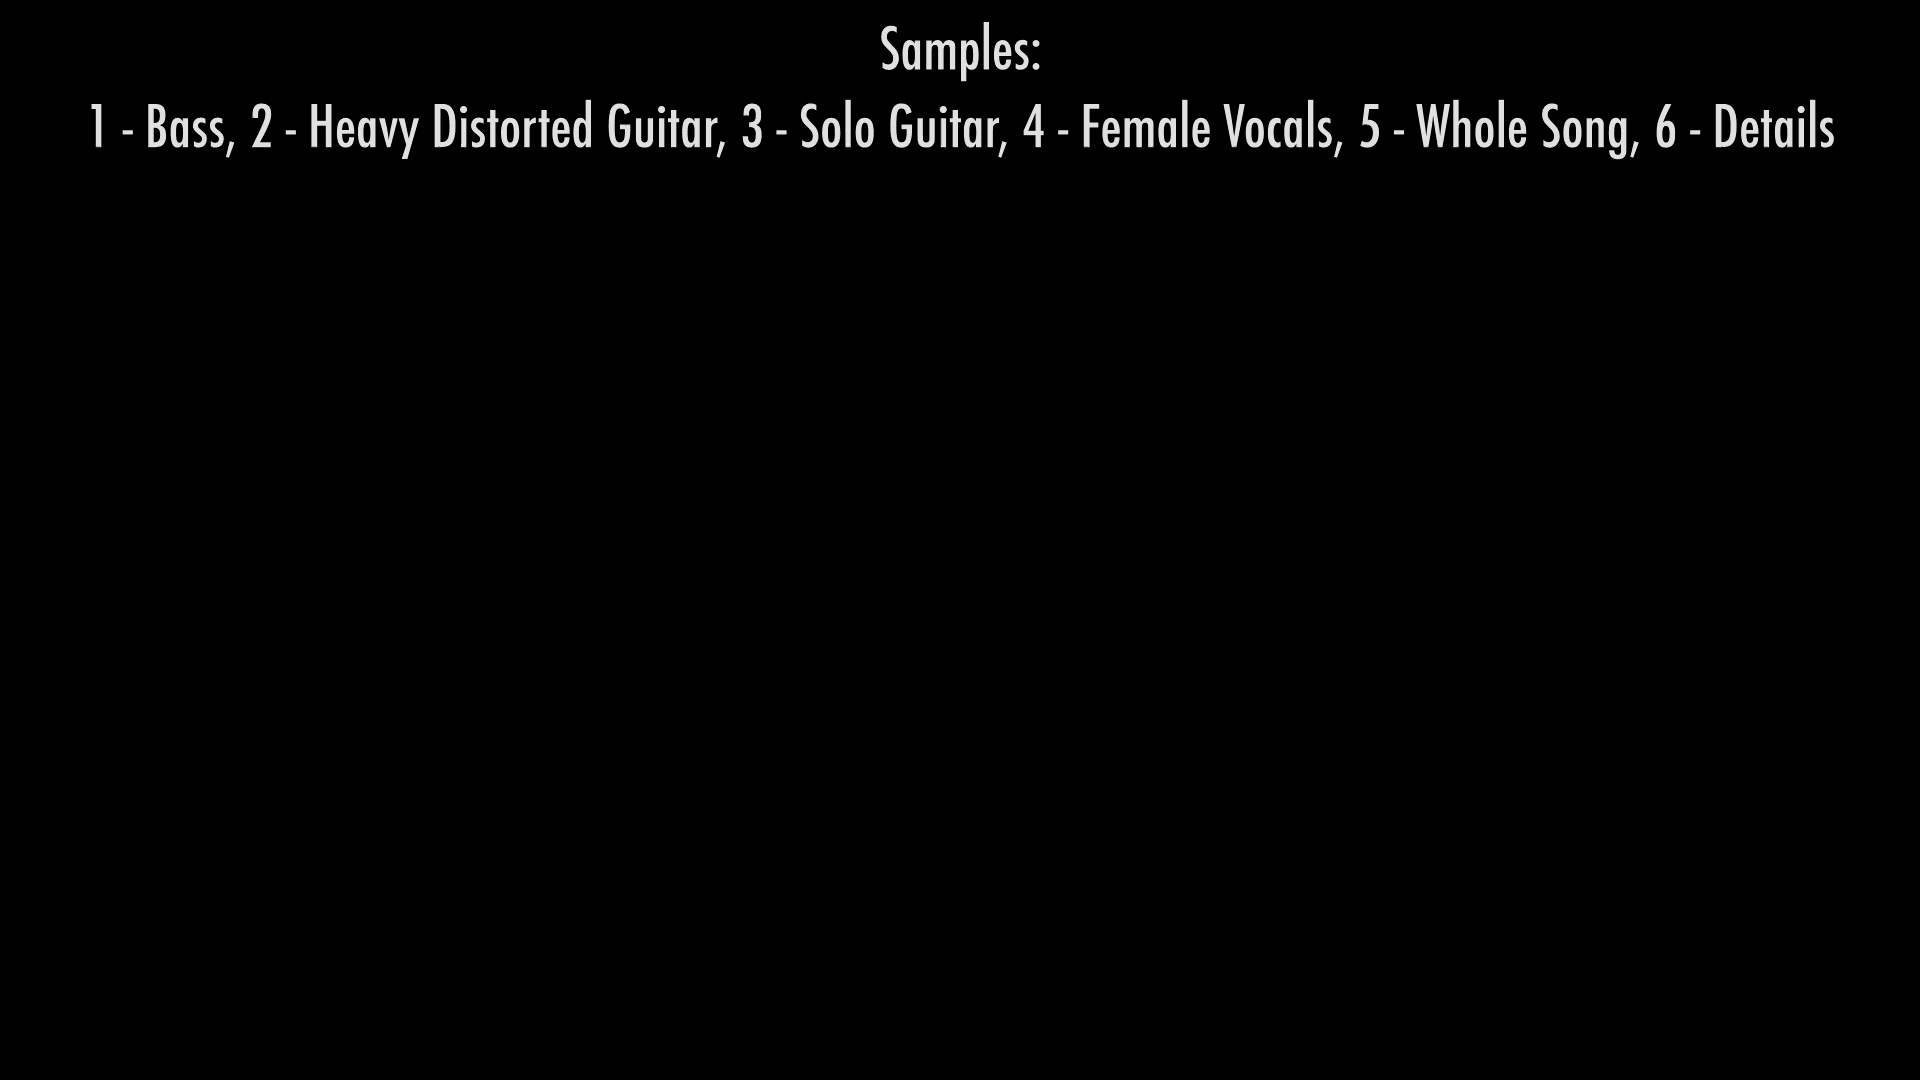 Samples:
1 - Bass, 2 - Heavy Distorted Guitar, 3 - Solo Guitar, 4 - Female Vocals, 5 - Whole Song, 6 - Details